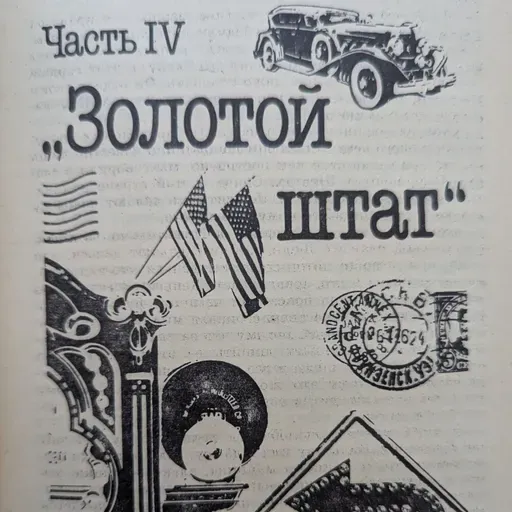 Часть IV
„Золотой
штат“